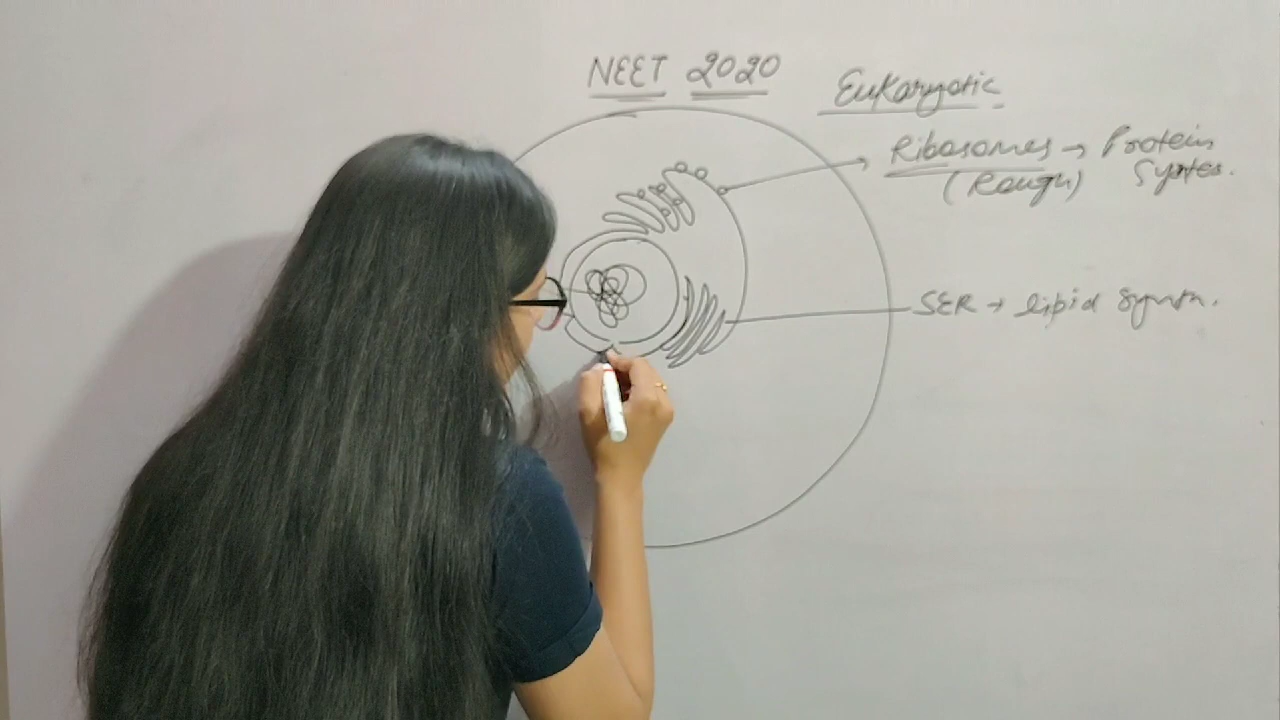 NEET 2020
Eukaryotic
Ribosomes → Protein
(Rough) Syntes.
SER → lipid Synth.